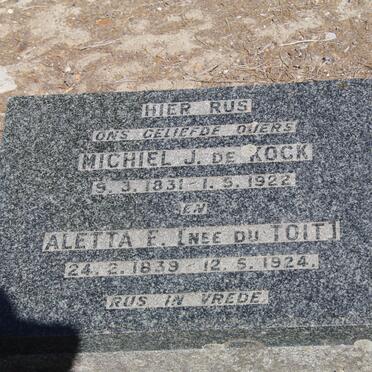 HIER RUS
ONS GELIEFDE OUERS
MICHIEL J. DE KOCK
9.3.1831-1.5.1922
EN
ALETTA E. [NEE DU TOIT]
24.2.1839 - 12.5.1924.
RUS IN VREDE